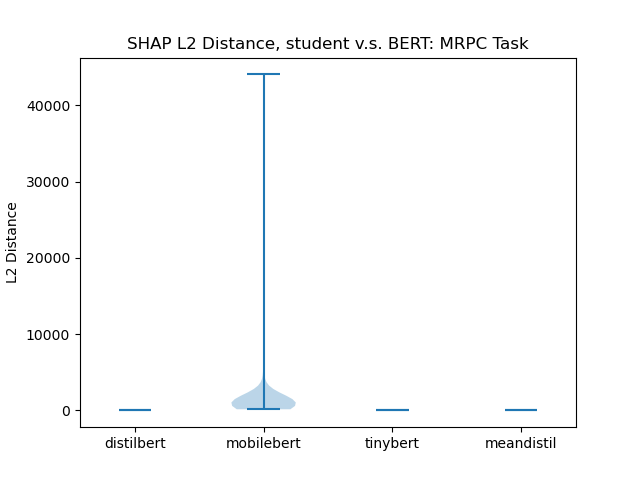 SHAP L2 Distance, student v.s. BERT: MRPC Task
L2 Distance
40000
30000
20000
10000
0
distilbert
mobilebert
tinybert
meandistil